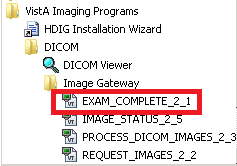 VistA Imaging Programs
HDIG Installation Wizard
DICOM
DICOM Viewer
Image Gateway
EXAM_COMPLETE_2_1
IMAGE_STATUS_2_5
PROCESS_DICOM_IMAGES_2_3
REQUEST_IMAGES_2_2